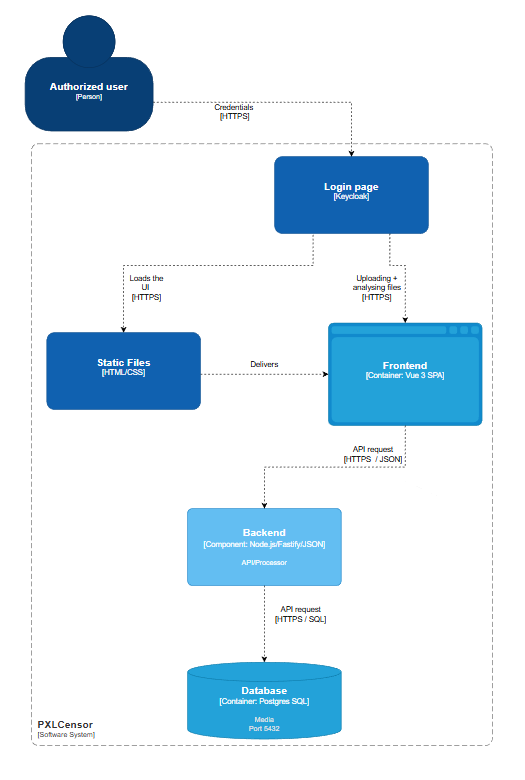 Authorized user
[Person]
Credentials
[HTTPS]
Login page
[Keycloak]
Loads the
UI
[HTTPS]
Uploading +
analysing files
[HTTPS]
Static Files
[HTML/CSS]
Delivers
Frontend
[Container: Vue 3 SPA]
API request
[HTTPS / JSON]
Backend
[Component: Node.js/Fastify/JSON]
API/Processor
API request
[HTTPS / SQL]
Database
[Container: Postgres SQL]
Media
Port 5432
PXLCensor
[Software System]